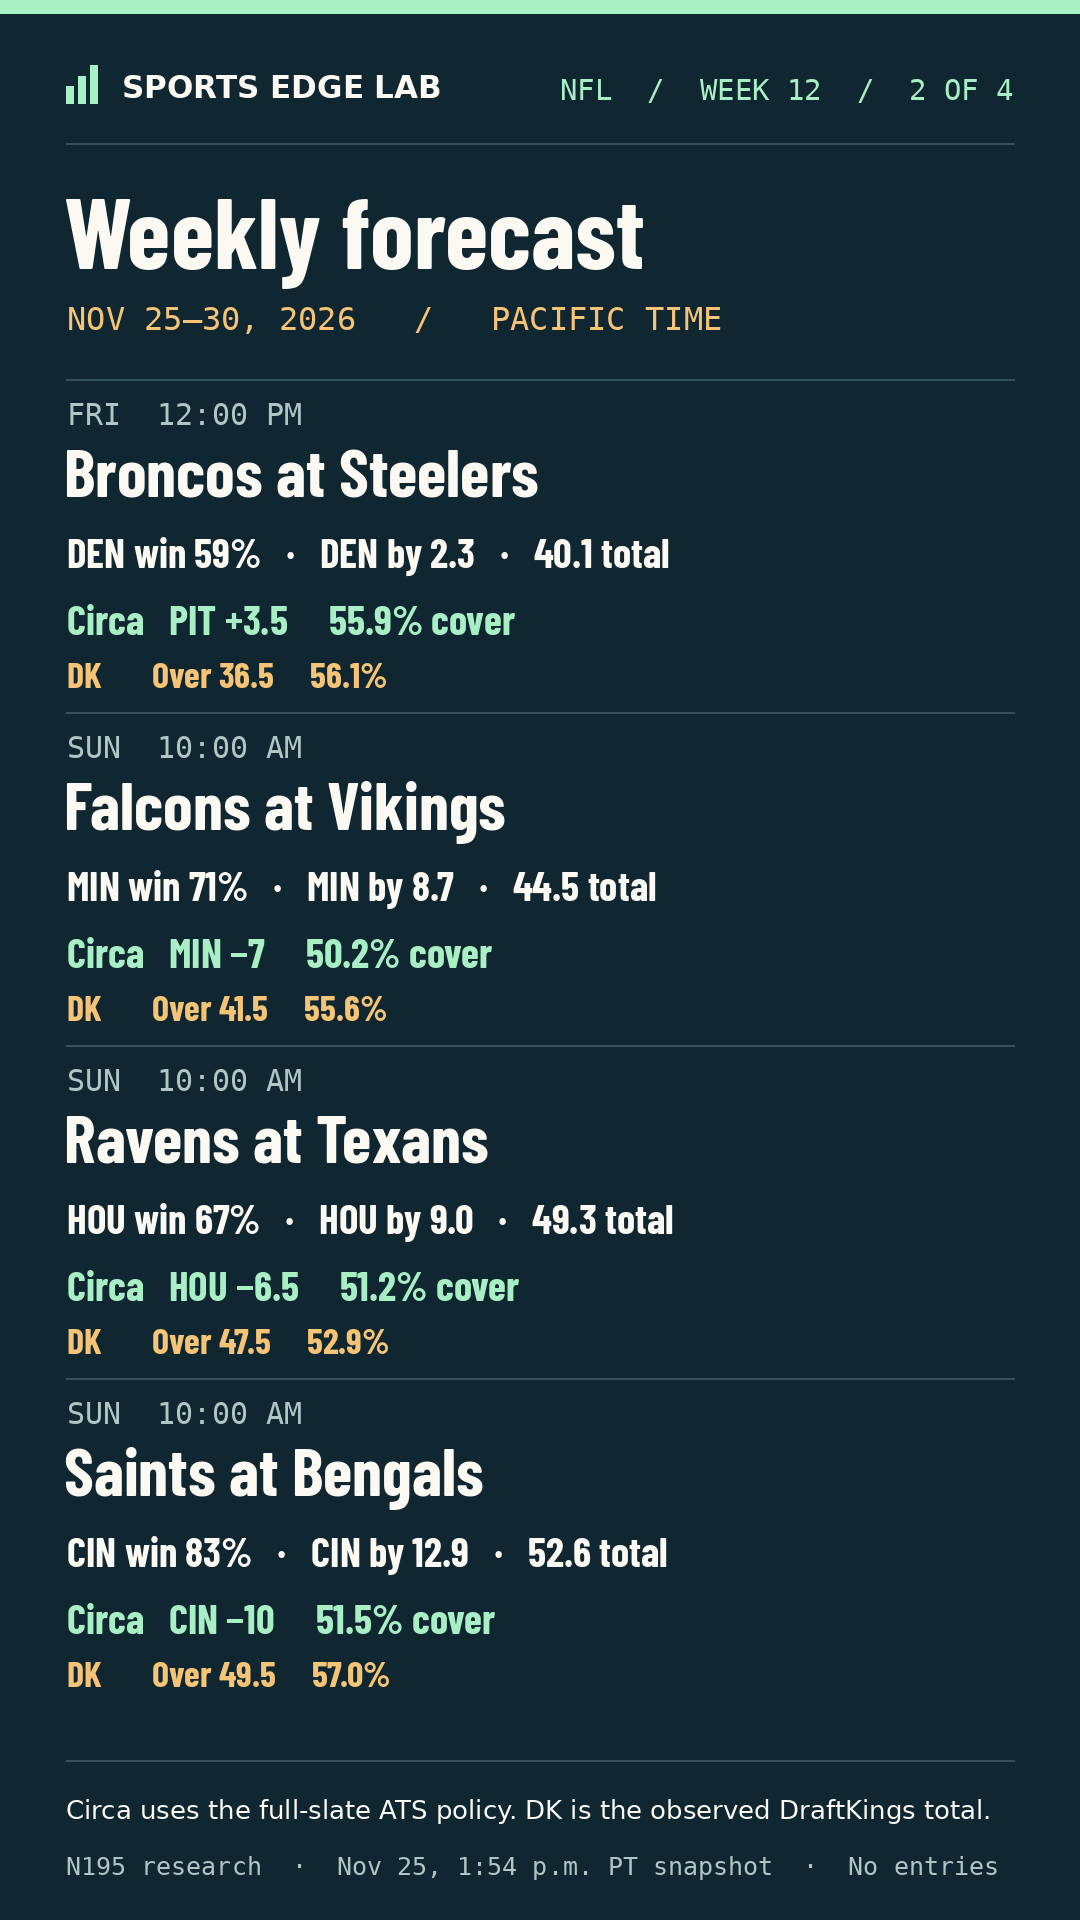 SPORTS EDGE LAB NFL / WEEK 12 / 2 OF 4
Weekly forecast
NOV 25–30, 2026 / PACIFIC TIME
FRI 12:00 PM
Broncos at Steelers
DEN win 59% · DEN by 2.3 · 40.1 total
Circa PIT +3.5 55.9% cover
DK Over 36.5 56.1%
SUN 10:00 AM
Falcons at Vikings
MIN win 71% · MIN by 8.7 · 44.5 total
Circa MIN −7 50.2% cover
DK Over 41.5 55.6%
SUN 10:00 AM
Ravens at Texans
HOU win 67% · HOU by 9.0 · 49.3 total
Circa HOU −6.5 51.2% cover
DK Over 47.5 52.9%
SUN 10:00 AM
Saints at Bengals
CIN win 83% · CIN by 12.9 · 52.6 total
Circa CIN −10 51.5% cover
DK Over 49.5 57.0%
Circa uses the full-slate ATS policy. DK is the observed DraftKings total.
N195 research · Nov 25, 1:54 p.m. PT snapshot · No entries